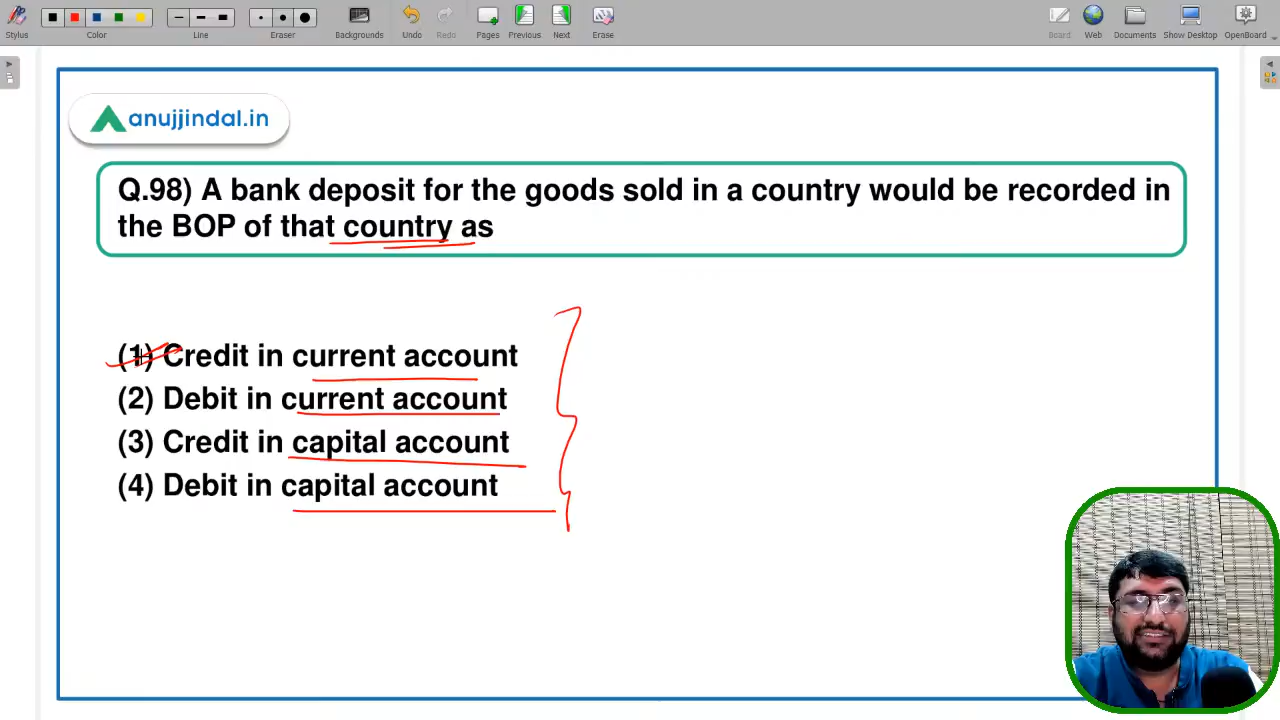 Stylus
Color
Line
Eraser
Backgrounds
Undo
Redo
Pages
Previous
Next
Erase
Board
Web
Documents
Show Desktop
OpenBoard
anujjindal.in
Q.98) A bank deposit for the goods sold in a country would be recorded in
the BOP of that country as
(1) Credit in current account
(2) Debit in current account
(3) Credit in capital account
(4) Debit in capital account